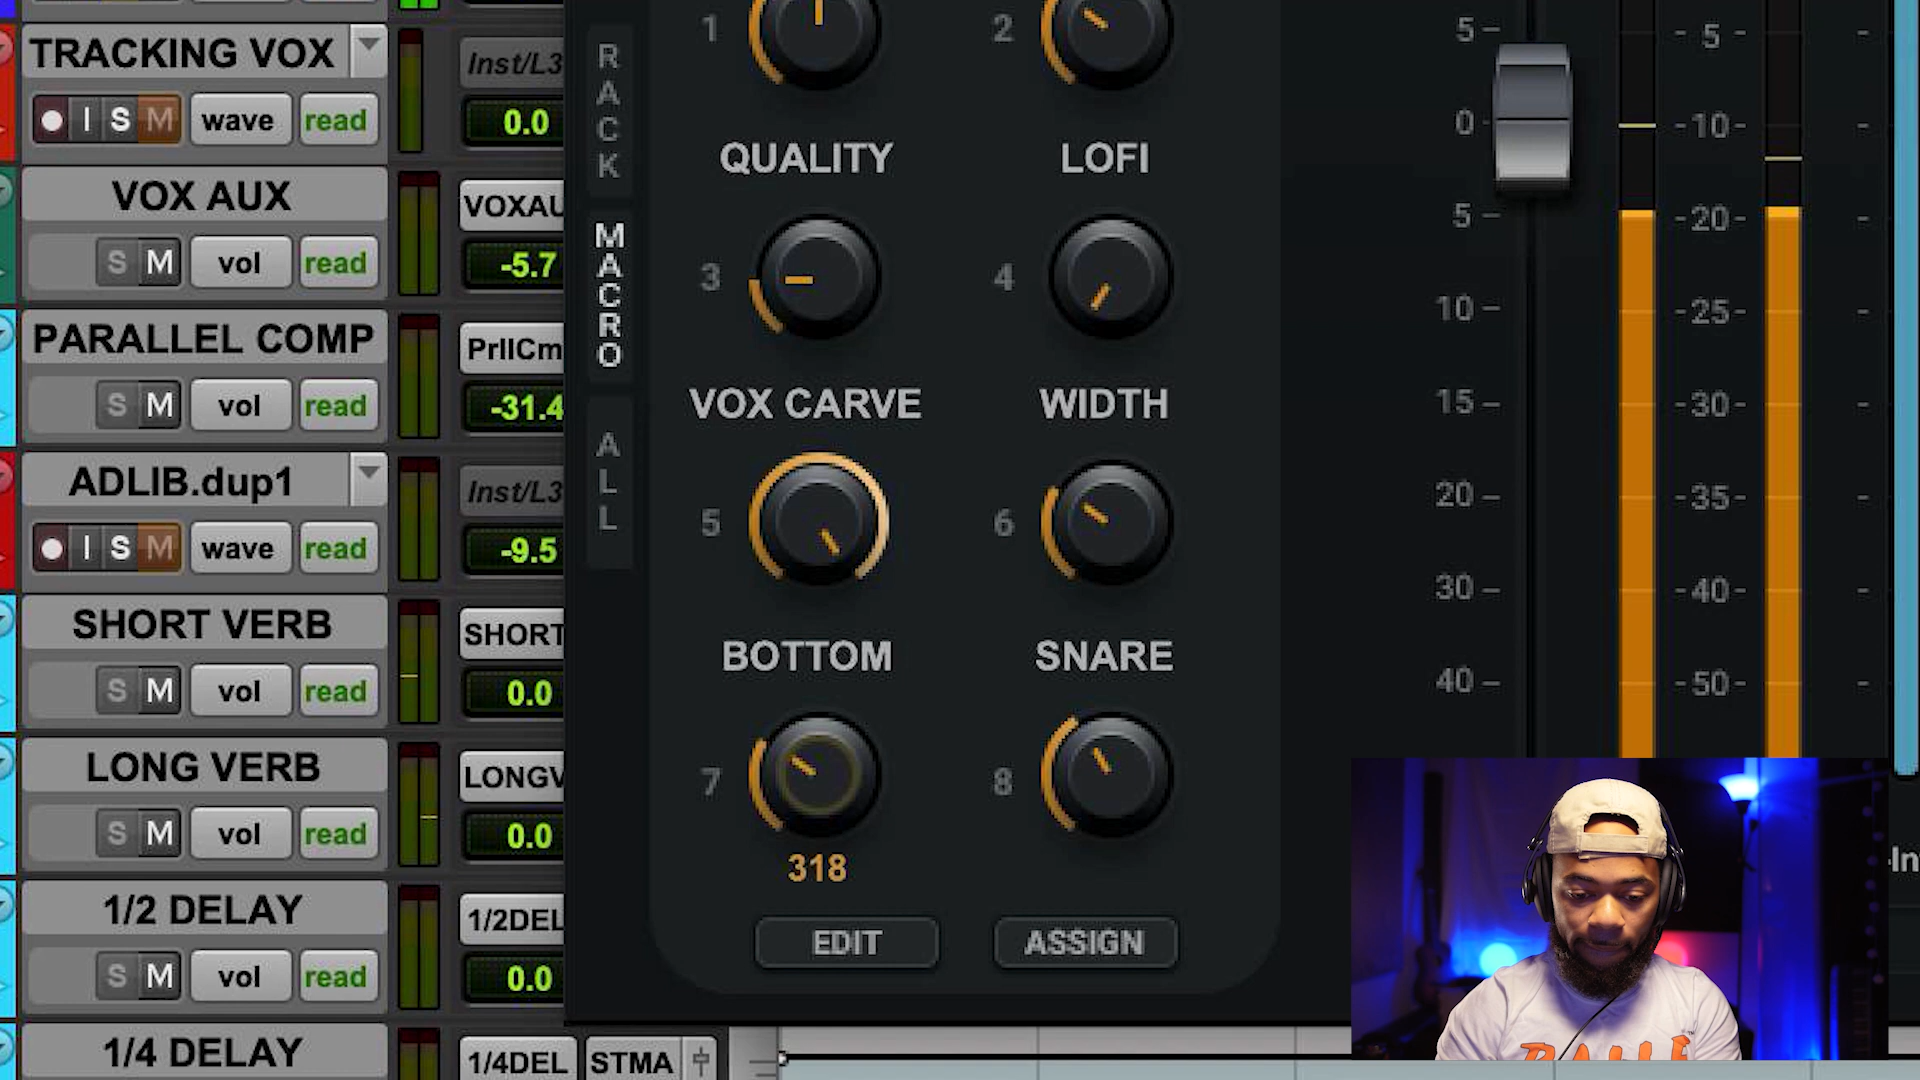 TRACKING VOX
I S M wave read
Inst/L3
0.0
VOX AUX
S M vol read
VOXAU
-5.7
PARALLEL COMP
S M vol read
PrllCm
-31.4
ADLIB.dup1
I S M wave read
Inst/L3
-9.5
SHORT VERB
S M vol read
SHORT
0.0
LONG VERB
S M vol read
LONGV
0.0
1/2 DELAY
S M vol read
1/2DEL
0.0
1/4 DELAY
1/4DEL STMA
RACK
MACRO
ALL
1 2
QUALITY LOFI
3 4
VOX CARVE WIDTH
5 6
BOTTOM SNARE
7 8
318
EDIT ASSIGN
5 - 5 -
0 -10-
5 -20-
10 -25-
15 -30-
20 -35-
30 -40-
40 -50-
-In